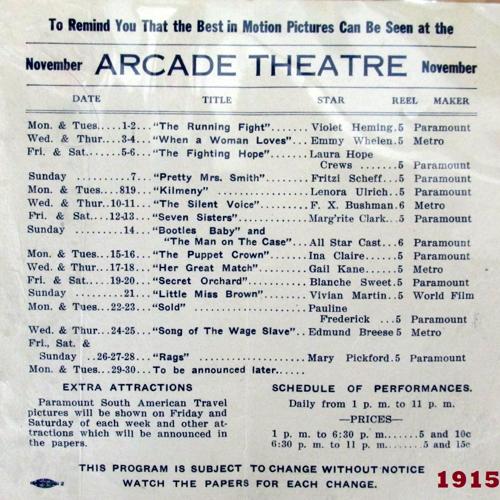 To Remind You That the Best in Motion Pictures Can Be Seen at the
November ARCADE THEATRE November
DATE TITLE STAR REEL MAKER
Mon. & Tues.....1-2..."The Running Fight".......Violet Heming.5 Paramount
Wed. & Thur....3-4..."When a Woman Loves"...Emmy Whelen.5 Metro
Fri. & Sat......5-6..."The Fighting Hope".......Laura Hope
Crews .......5 Paramount
Sunday .........7..."Pretty Mrs. Smith".......Fritzi Scheff...5 Paramount
Mon. & Tues....819..."Kilmeny" ................Lenora Ulrich..5 Paramount
Wed. & Thur..10-11..."The Silent Voice".......F. X. Bushman.6 Metro
Fri. & Sat....12-13..."Seven Sisters"..........Marg'rite Clark..5 Paramount
Sunday .........14..."Bootles Baby" and
"The Man on The Case"...All Star Cast...6 Paramount
Mon. & Tues...15-16..."The Puppet Crown".....Ina Claire......5 Paramount
Wed. & Thur...17-18..."Her Great Match"......Gail Kane......5 Metro
Fri. & Sat....19-20..."Secret Orchard".......Blanche Sweet.5 Paramount
Sunday ........21..."Little Miss Brown"......Vivian Martin..5 World Film
Mon. & Tues...22-23..."Sold" ..................Pauline
Frederick ...5 Paramount
Wed. & Thur...24-25..."Song of The Wage Slave"..Edmund Breese 5 Metro
Fri., Sat. &
Sunday ..26-27-28..."Rags" ..................Mary Pickford.5 Paramount
Mon. & Tues...29-30...To be announced later.....
EXTRA ATTRACTIONS
Paramount South American Travel
pictures will be shown on Friday and
Saturday of each week and other at-
tractions which will be announced in
the papers.
SCHEDULE OF PERFORMANCES.
Daily from 1 p. m. to 11 p. m.
—PRICES—
1 p. m. to 6:30 p. m.......5 and 10c
6:30 p. m. to 11 p. m.......5 and 15c
THIS PROGRAM IS SUBJECT TO CHANGE WITHOUT NOTICE
WATCH THE PAPERS FOR EACH CHANGE.
1915